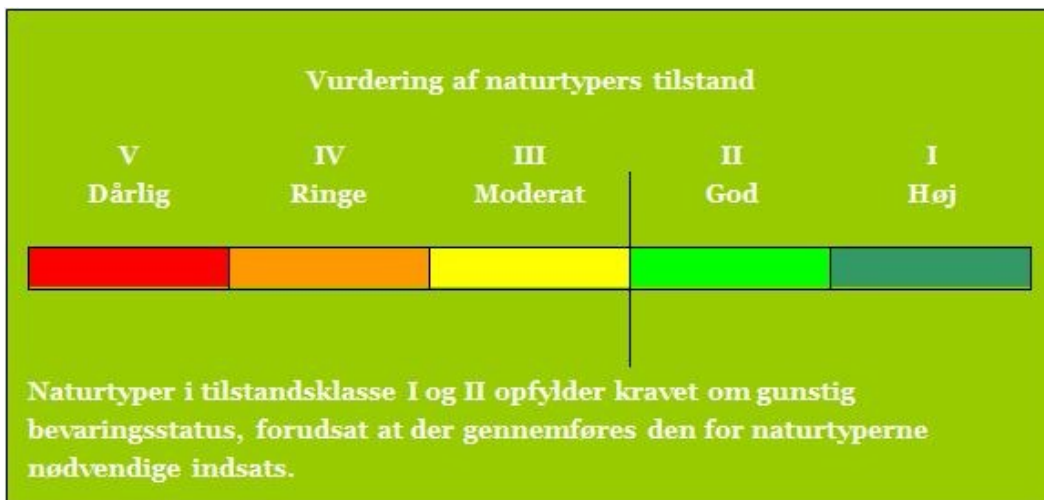 Vurdering af naturtypers tilstand
V IV III II I
Dårlig Ringe Moderat God Høj
Naturtyper i tilstandsklasse I og II opfylder kravet om gunstig
bevaringsstatus, forudsat at der gennemføres den for naturtyperne
nødvendige indsats.